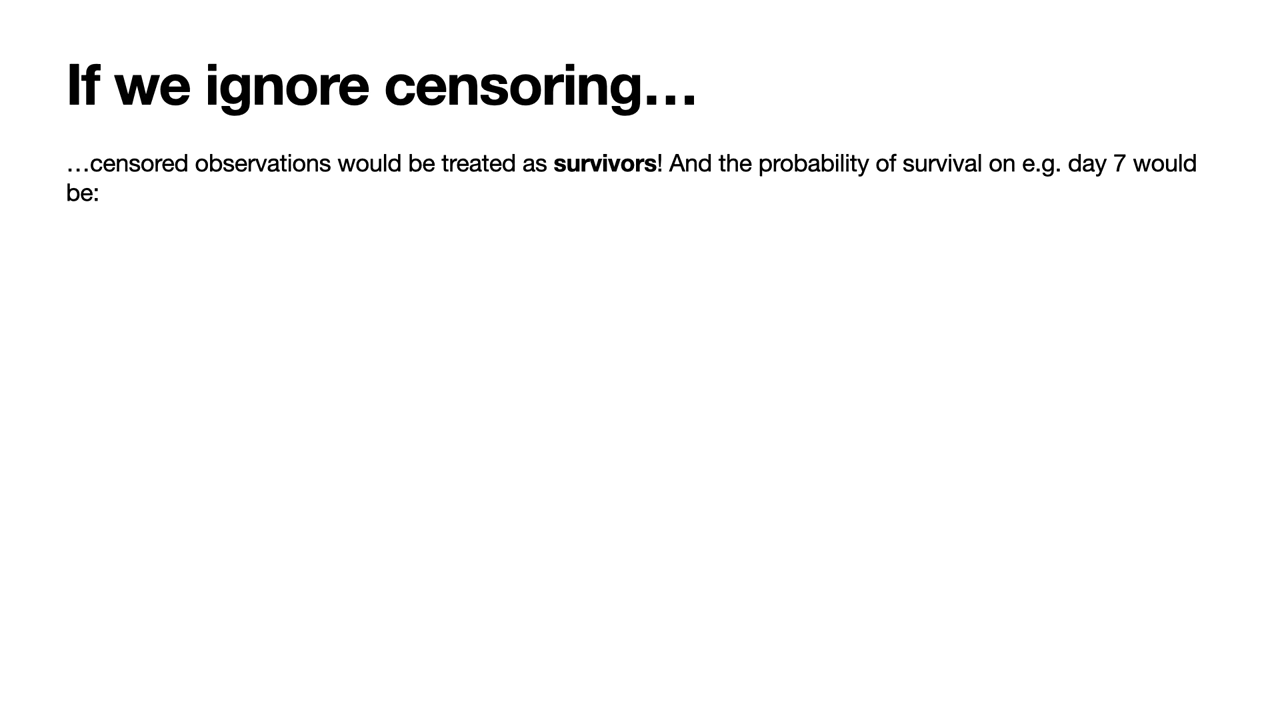 If we ignore censoring…
…censored observations would be treated as survivors! And the probability of survival on e.g. day 7 would
be: